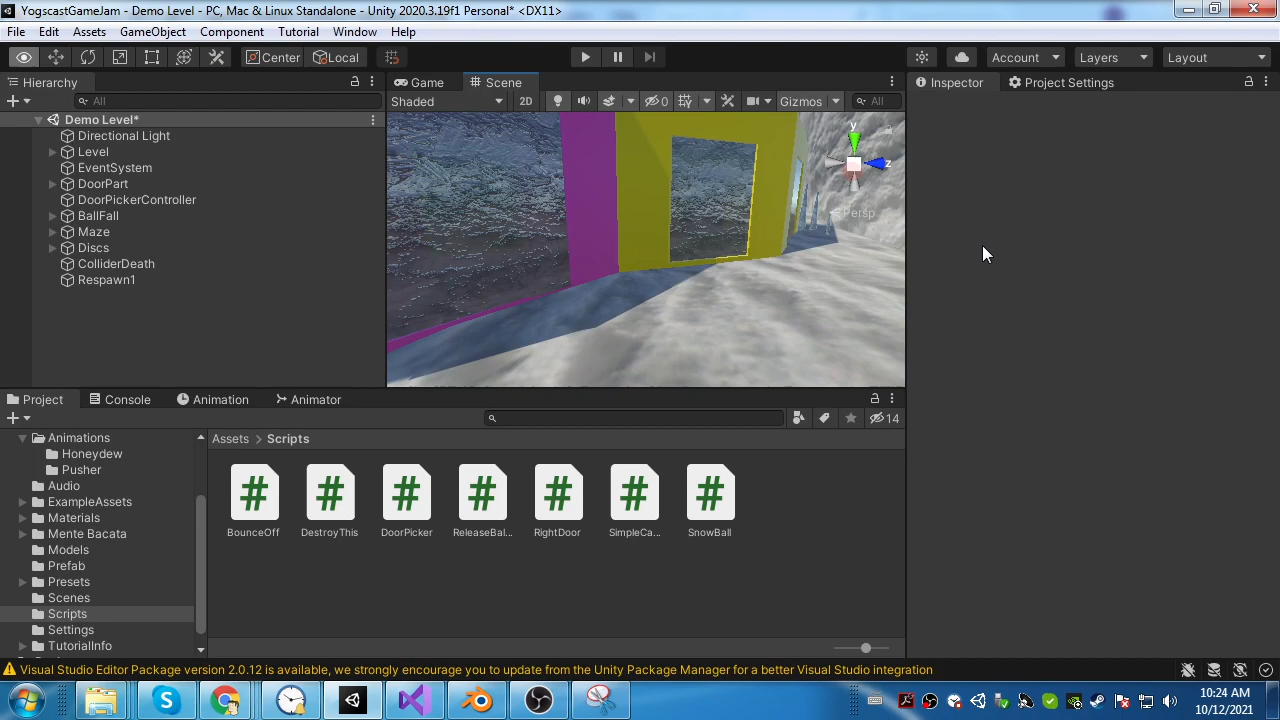 YogscastGameJam - Demo Level - PC, Mac & Linux Standalone - Unity 2020.3.19f1 Personal* <DX11>
File Edit Assets GameObject Component Tutorial Window Help
Center Local Account Layers Layout
Hierarchy Game Scene Inspector Project Settings
All Shaded 2D 0 Gizmos All
Demo Level*
Directional Light
Level
EventSystem
DoorPart
DoorPickerController
BallFall
Maze
Discs
ColliderDeath
Respawn1
y
z
Persp
Project Console Animation Animator
14
Animations
Honeydew
Pusher
Audio
ExampleAssets
Materials
Mente Bacata
Models
Prefab
Presets
Scenes
Scripts
Settings
TutorialInfo
Assets > Scripts
# # # # # # #
BounceOff DestroyThis DoorPicker ReleaseBal... RightDoor SimpleCa... SnowBall
Visual Studio Editor Package version 2.0.12 is available, we strongly encourage you to update from the Unity Package Manager for a better Visual Studio integration
10:24 AM
10/12/2021